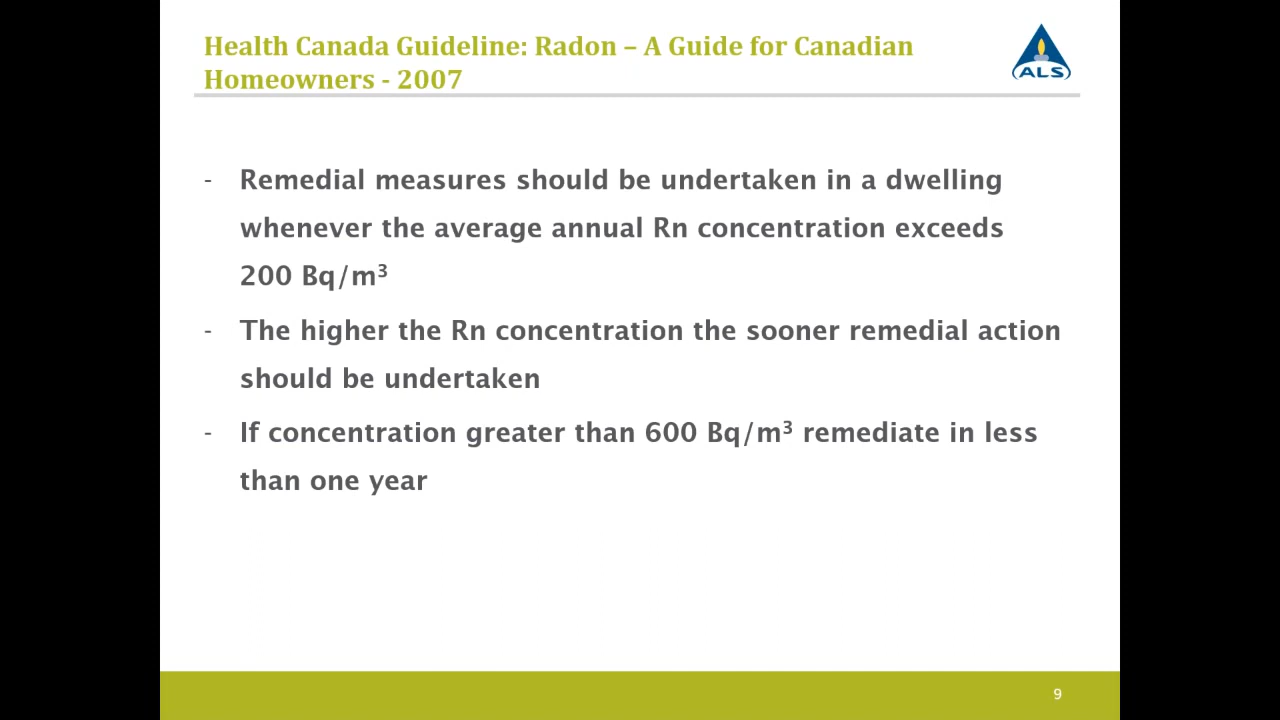 Health Canada Guideline: Radon – A Guide for Canadian
Homeowners - 2007
ALS
- Remedial measures should be undertaken in a dwelling
whenever the average annual Rn concentration exceeds
200 Bq/m³
- The higher the Rn concentration the sooner remedial action
should be undertaken
- If concentration greater than 600 Bq/m³ remediate in less
than one year
9